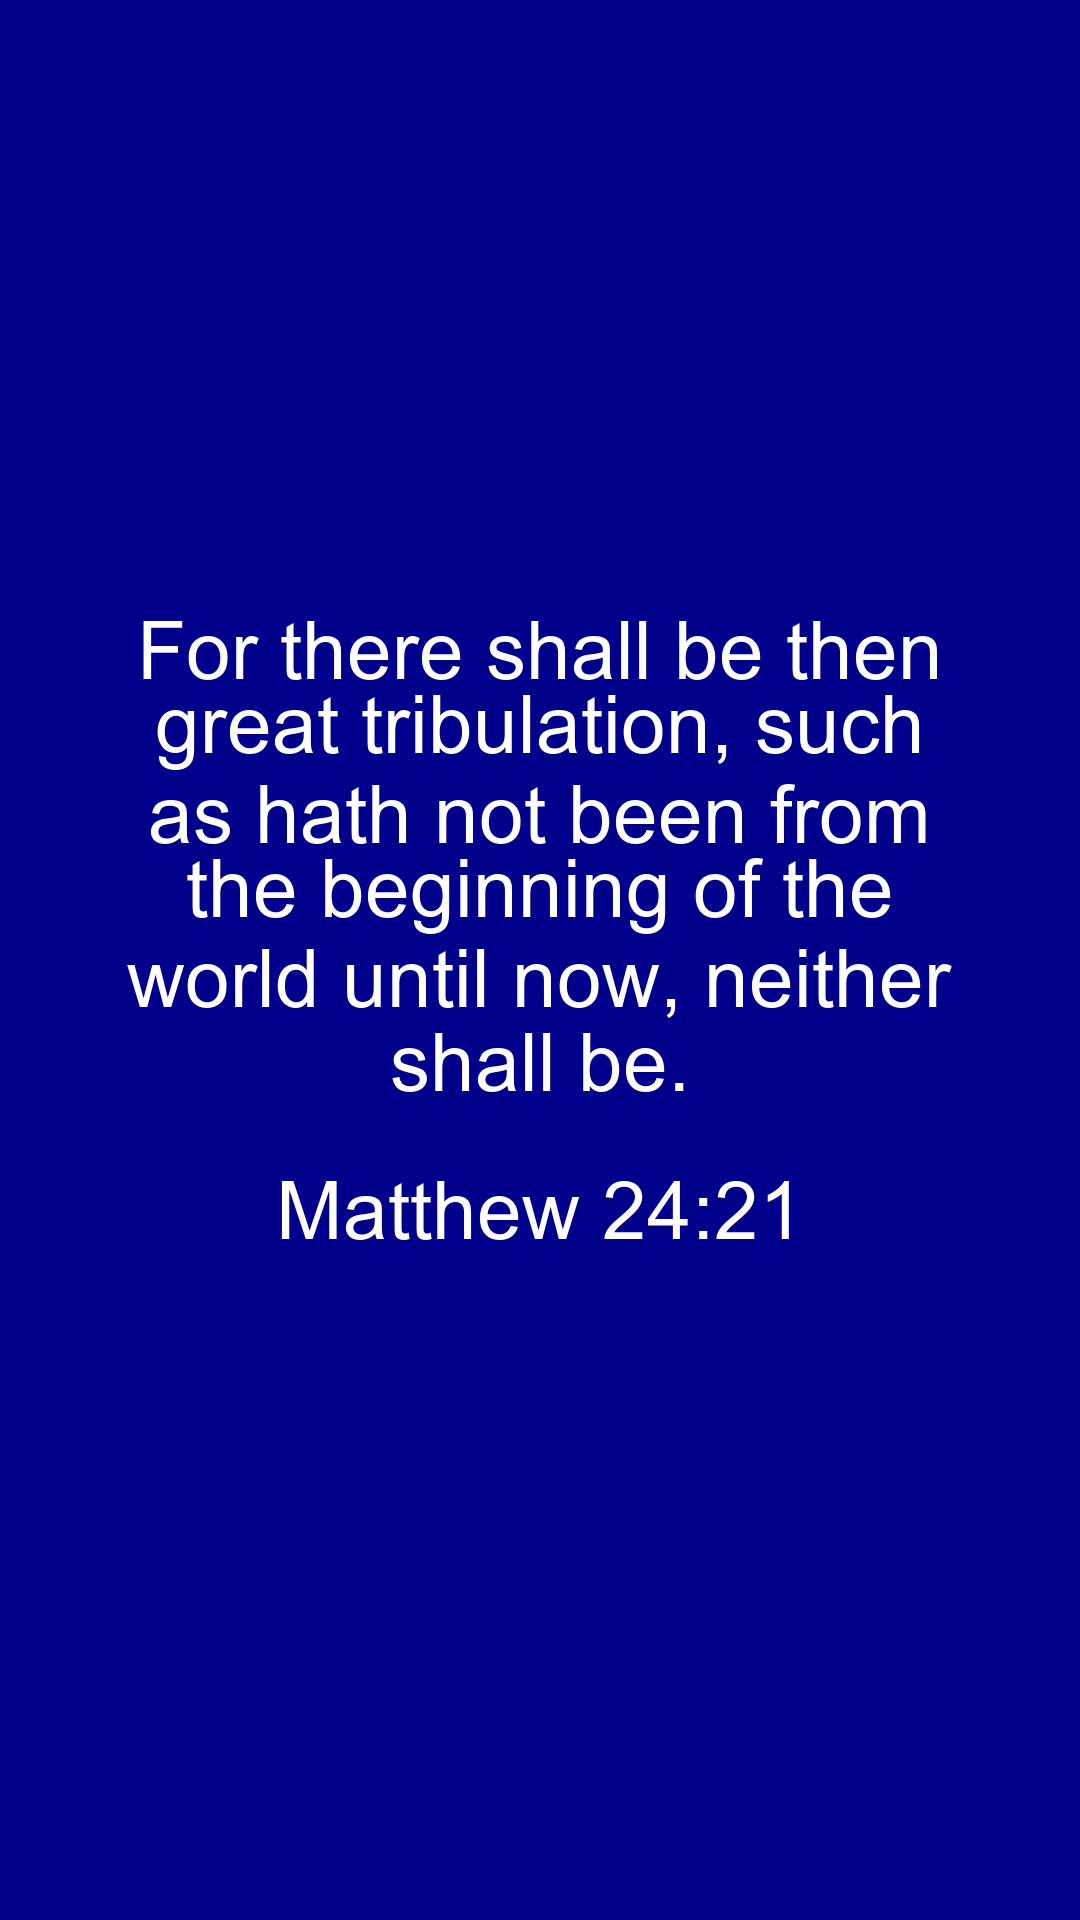 For there shall be then
great tribulation, such
as hath not been from
the beginning of the
world until now, neither
shall be.
Matthew 24:21